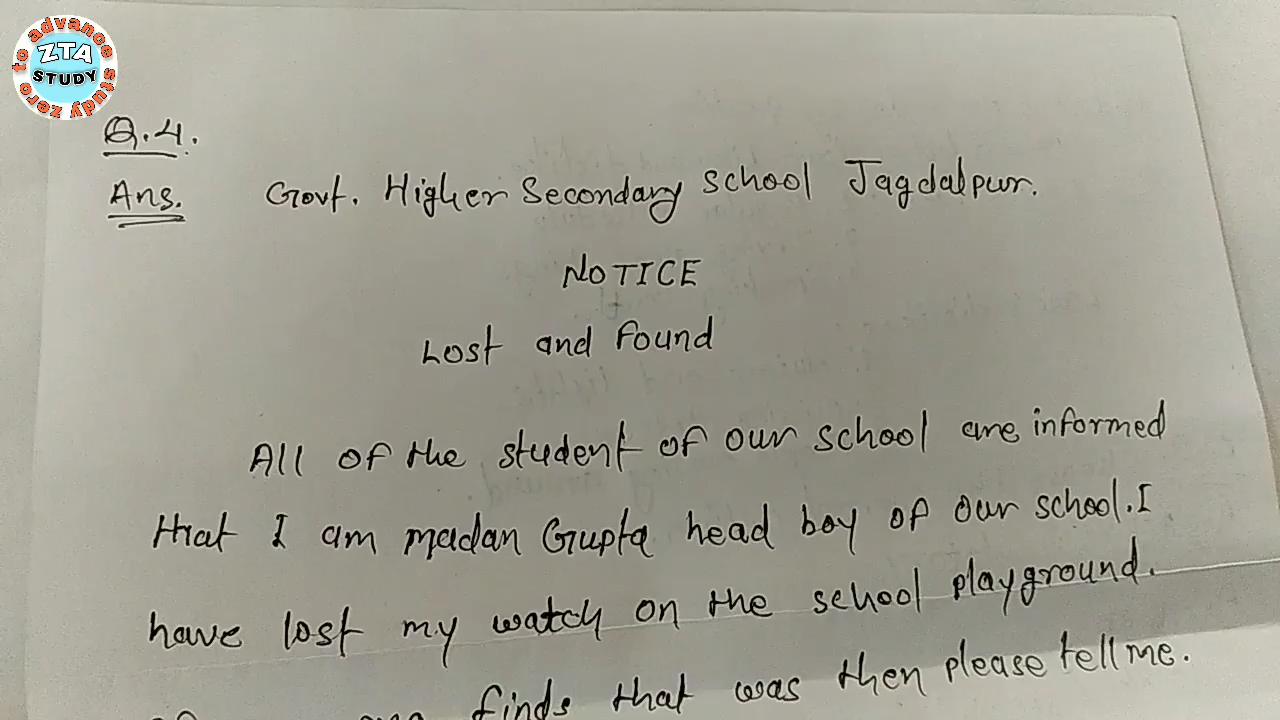 to advance study zero
ZTA
STUDY
Q.4.
Ans. Govt. Higher Secondary school Jagdalpur.
NOTICE
Lost and Found
All of the student of our school are informed
that I am madan Gupta head boy of our school. I
have lost my watch on the school playground.
finds that was then please tell me.